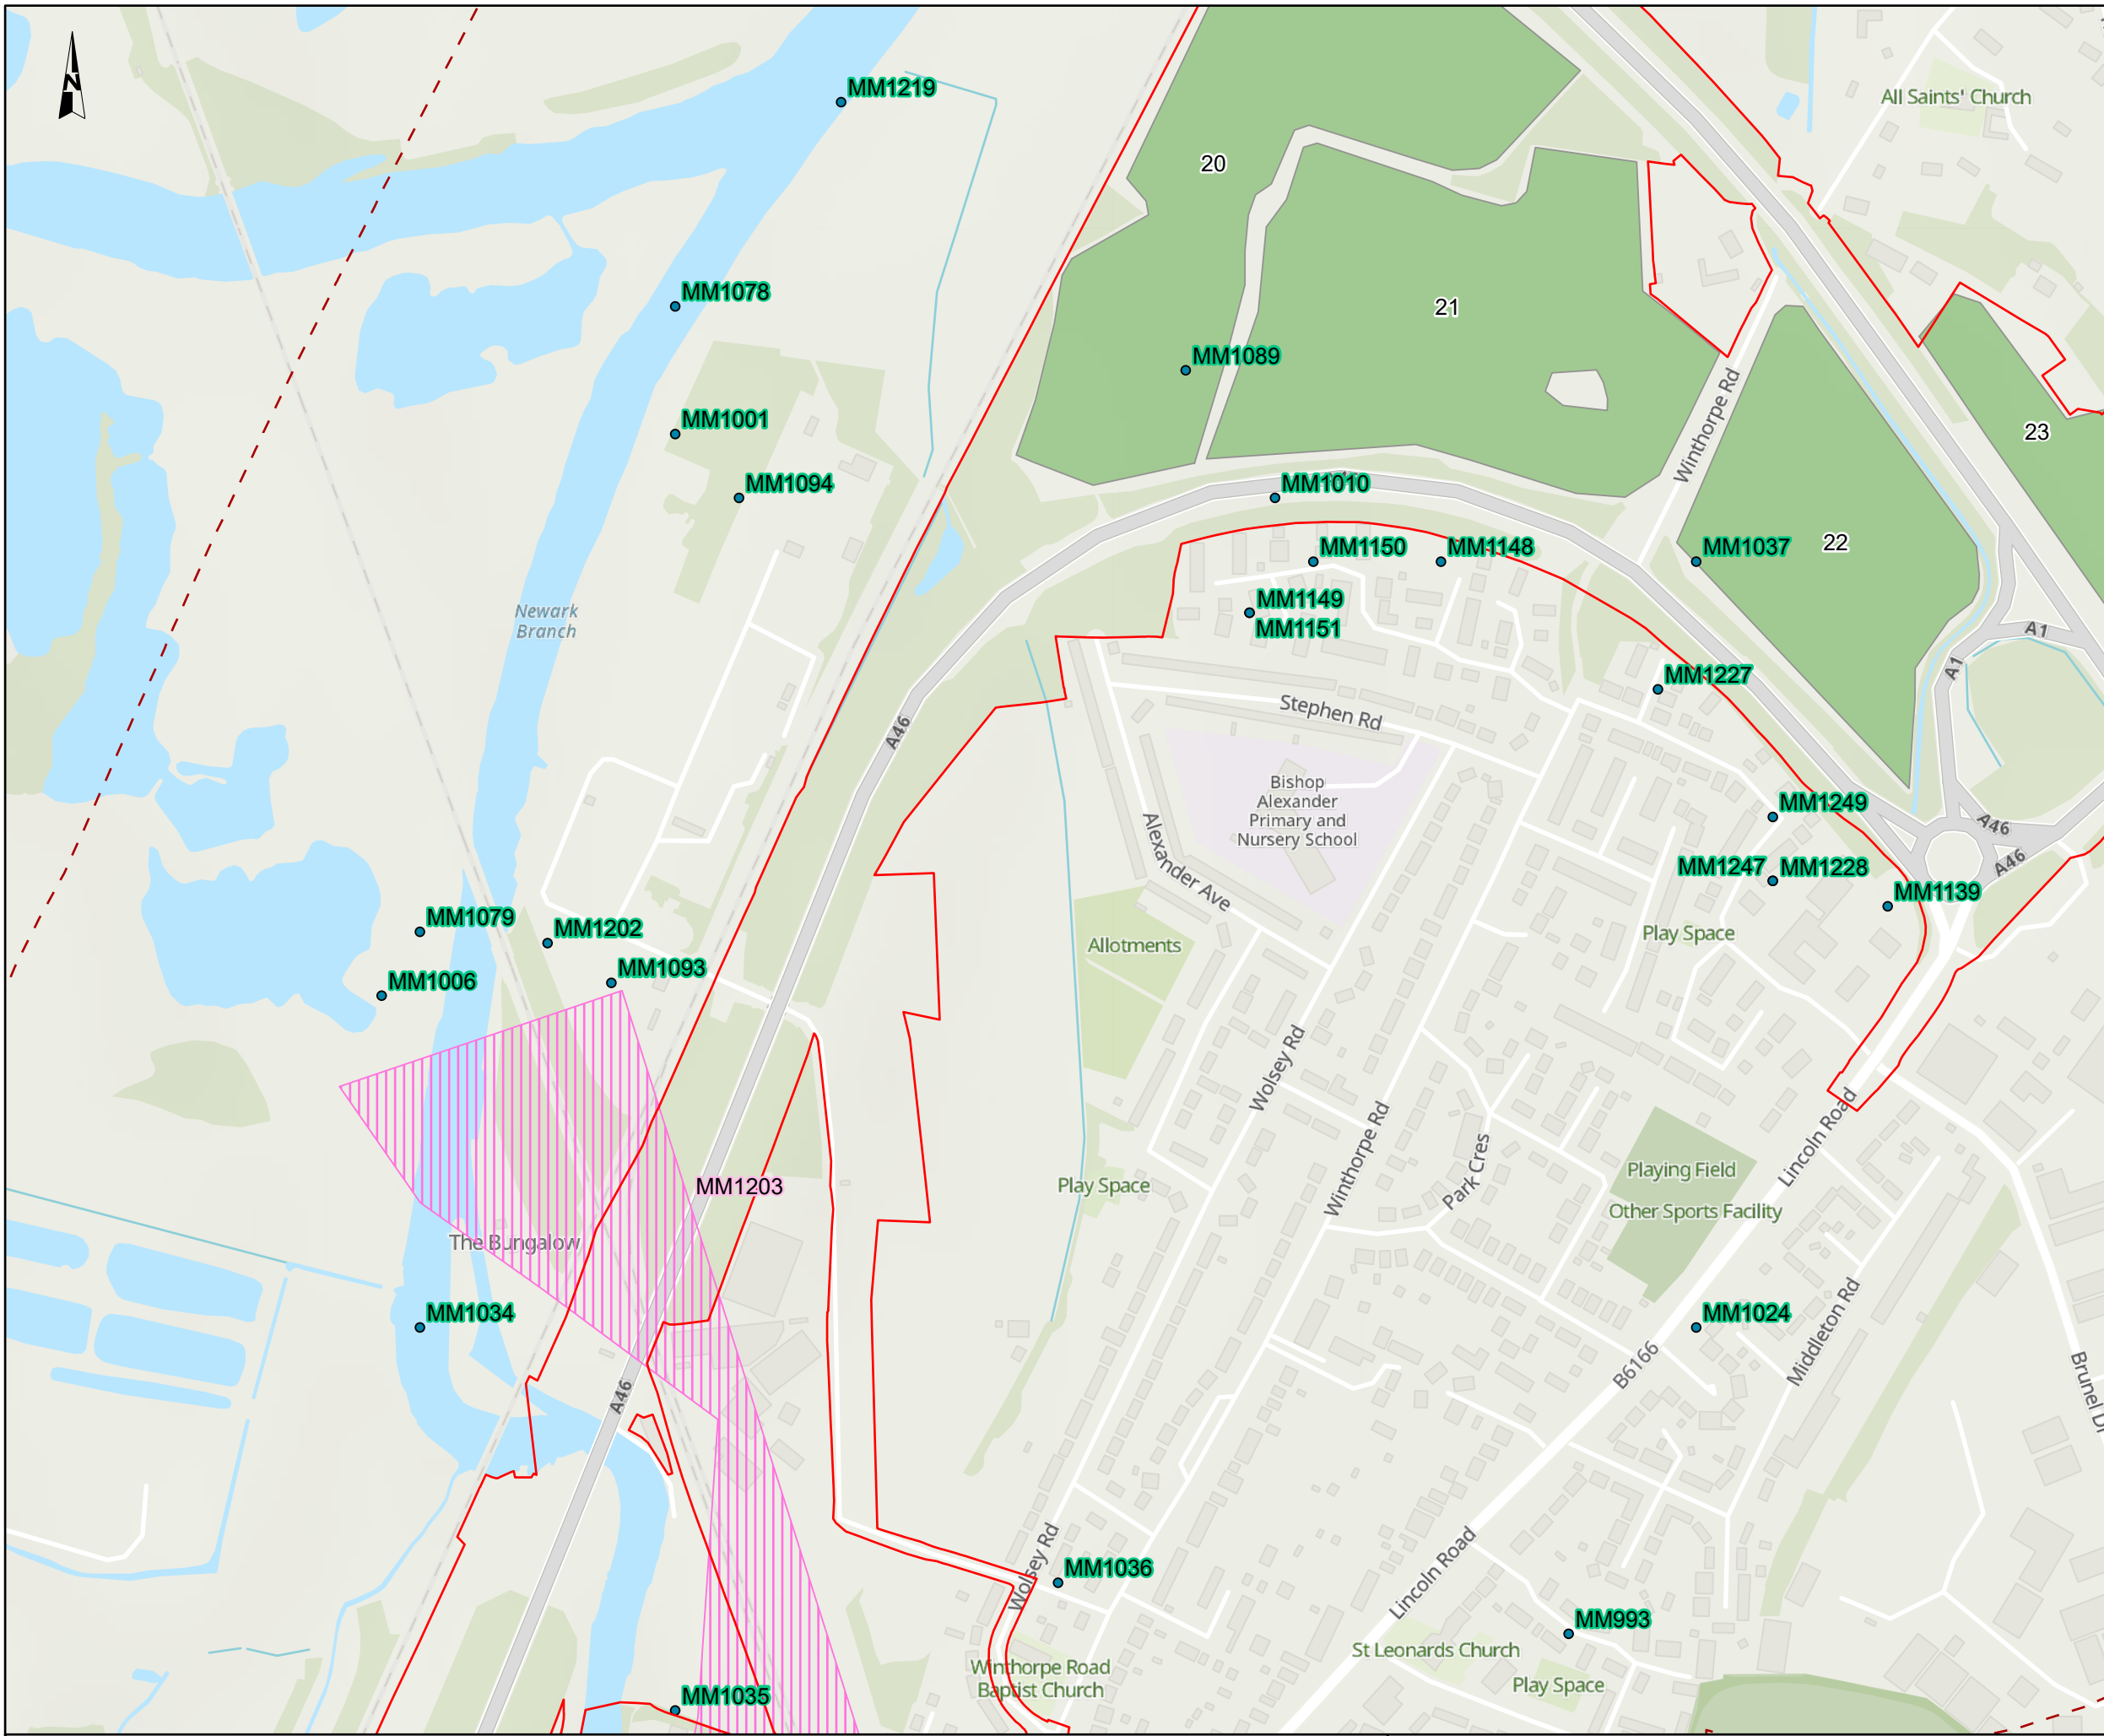 N
MM1219
All Saints' Church
20
MM1078
21
MM1089
Winthorpe Rd
MM1001
23
MM1094
MM1010
22
MM1150
MM1148
MM1037
Newark
Branch
MM1149
MM1151
A1
A1
MM1227
Stephen Rd
A46
Bishop
Alexander
Primary and
Nursery School
MM1249
A46
A46
Alexander Ave
MM1247
MM1228
MM1139
MM1079
MM1202
Allotments
Play Space
MM1093
MM1006
Wolsey Rd
Winthorpe Rd
Park Cres
Lincoln Road
Playing Field
MM1203
Play Space
Other Sports Facility
The Bungalow
MM1034
MM1024
Middleton Rd
B6166
A46
Brunel D
Wolsey Rd
MM1036
Lincoln Road
MM993
St Leonards Church
Winthorpe Road
Baptist Church
Play Space
MM1035